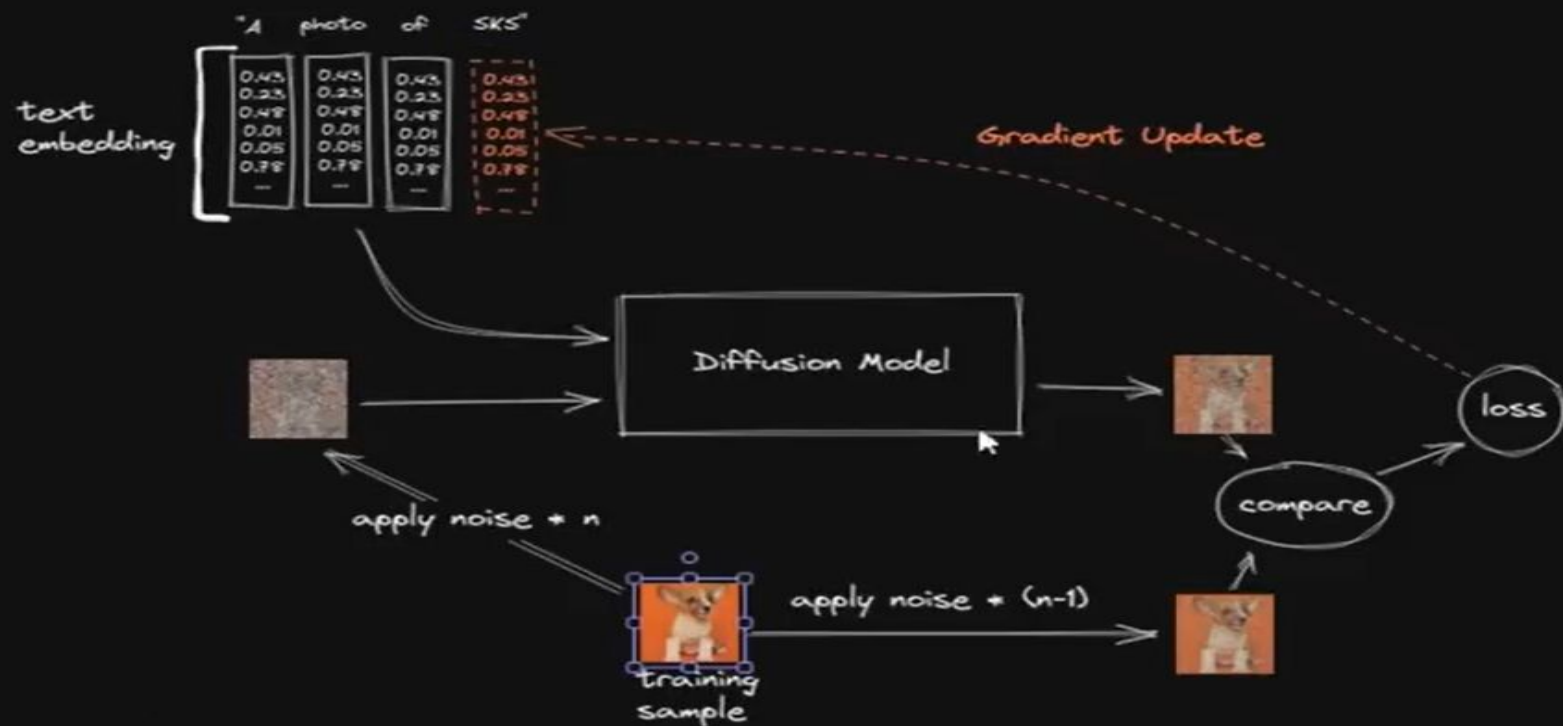 "A photo of SKS"
text
embedding
0.43 0.43 0.43 0.43
0.23 0.23 0.23 0.23
0.48 0.48 0.48 0.48
0.01 0.01 0.01 0.01
0.05 0.05 0.05 0.05
0.78 0.78 0.78 0.78
... ... ... ...
Gradient Update
Diffusion Model
loss
compare
apply noise * n
apply noise * (n-1)
training
sample